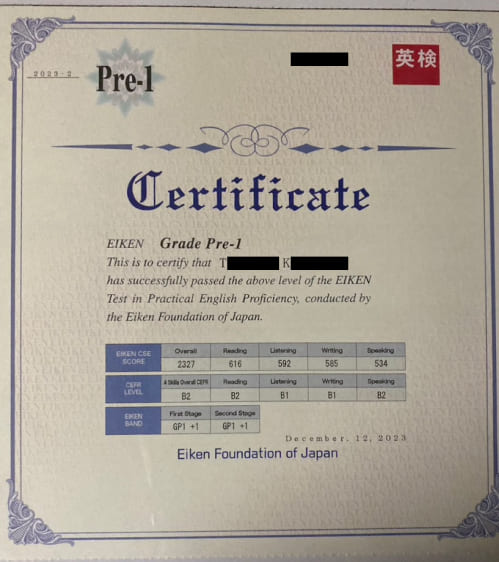 2023-2
Pre-1
英検
Certificate
EIKEN Grade Pre-1
This is to certify that T K
has successfully passed the above level of the EIKEN
Test in Practical English Proficiency, conducted by
the Eiken Foundation of Japan.
EIKEN CSE SCORE Overall Reading Listening Writing Speaking
2327 616 592 585 534
CEFR LEVEL 4 Skills Overall CEFR Reading Listening Writing Speaking
B2 B2 B1 B1 B2
EIKEN BAND First Stage Second Stage
GP1 +1 GP1 +1
December, 12, 2023
Eiken Foundation of Japan